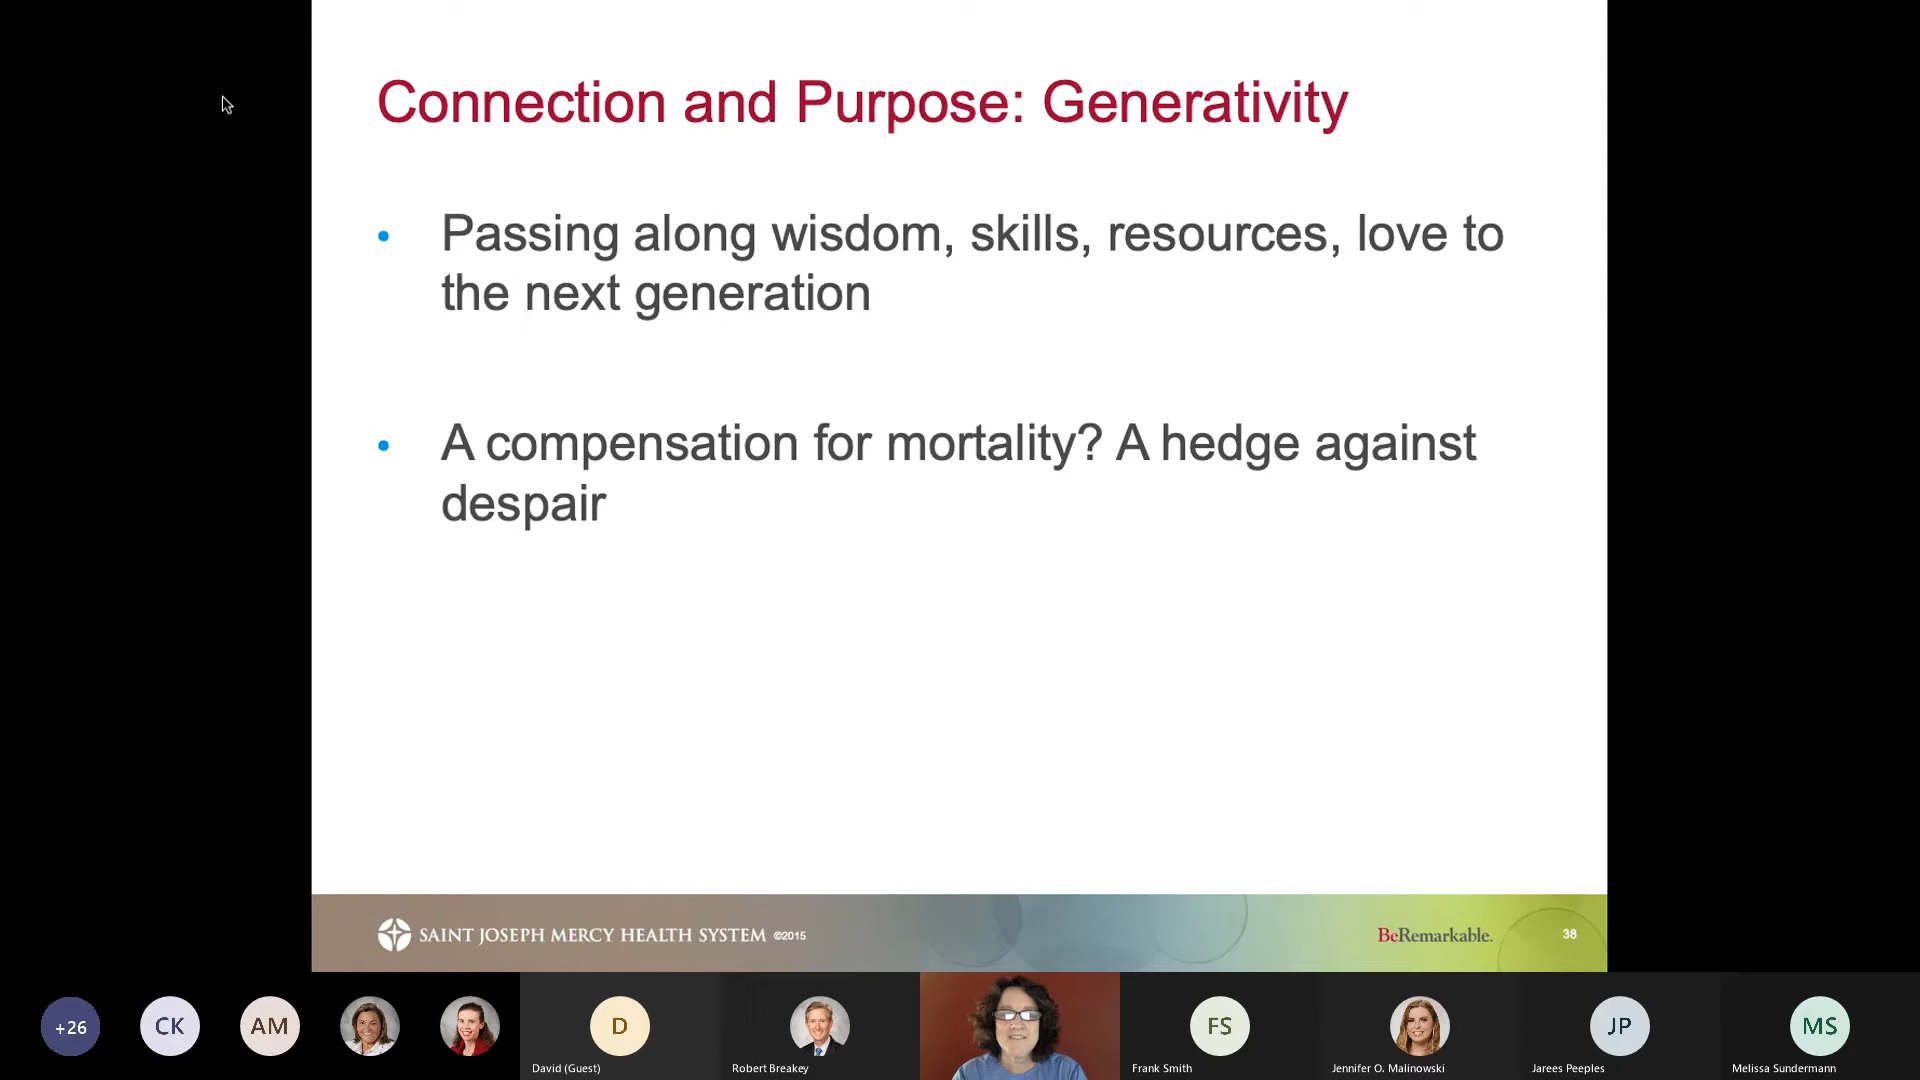 Connection and Purpose: Generativity
• Passing along wisdom, skills, resources, love to
the next generation
• A compensation for mortality? A hedge against
despair
SAINT JOSEPH MERCY HEALTH SYSTEM ©2015
BeRemarkable.
38
+26
CK
AM
D
FS
JP
MS
David (Guest)
Robert Breakey
Frank Smith
Jennifer O. Malinowski
Jarees Peeples
Melissa Sundermann